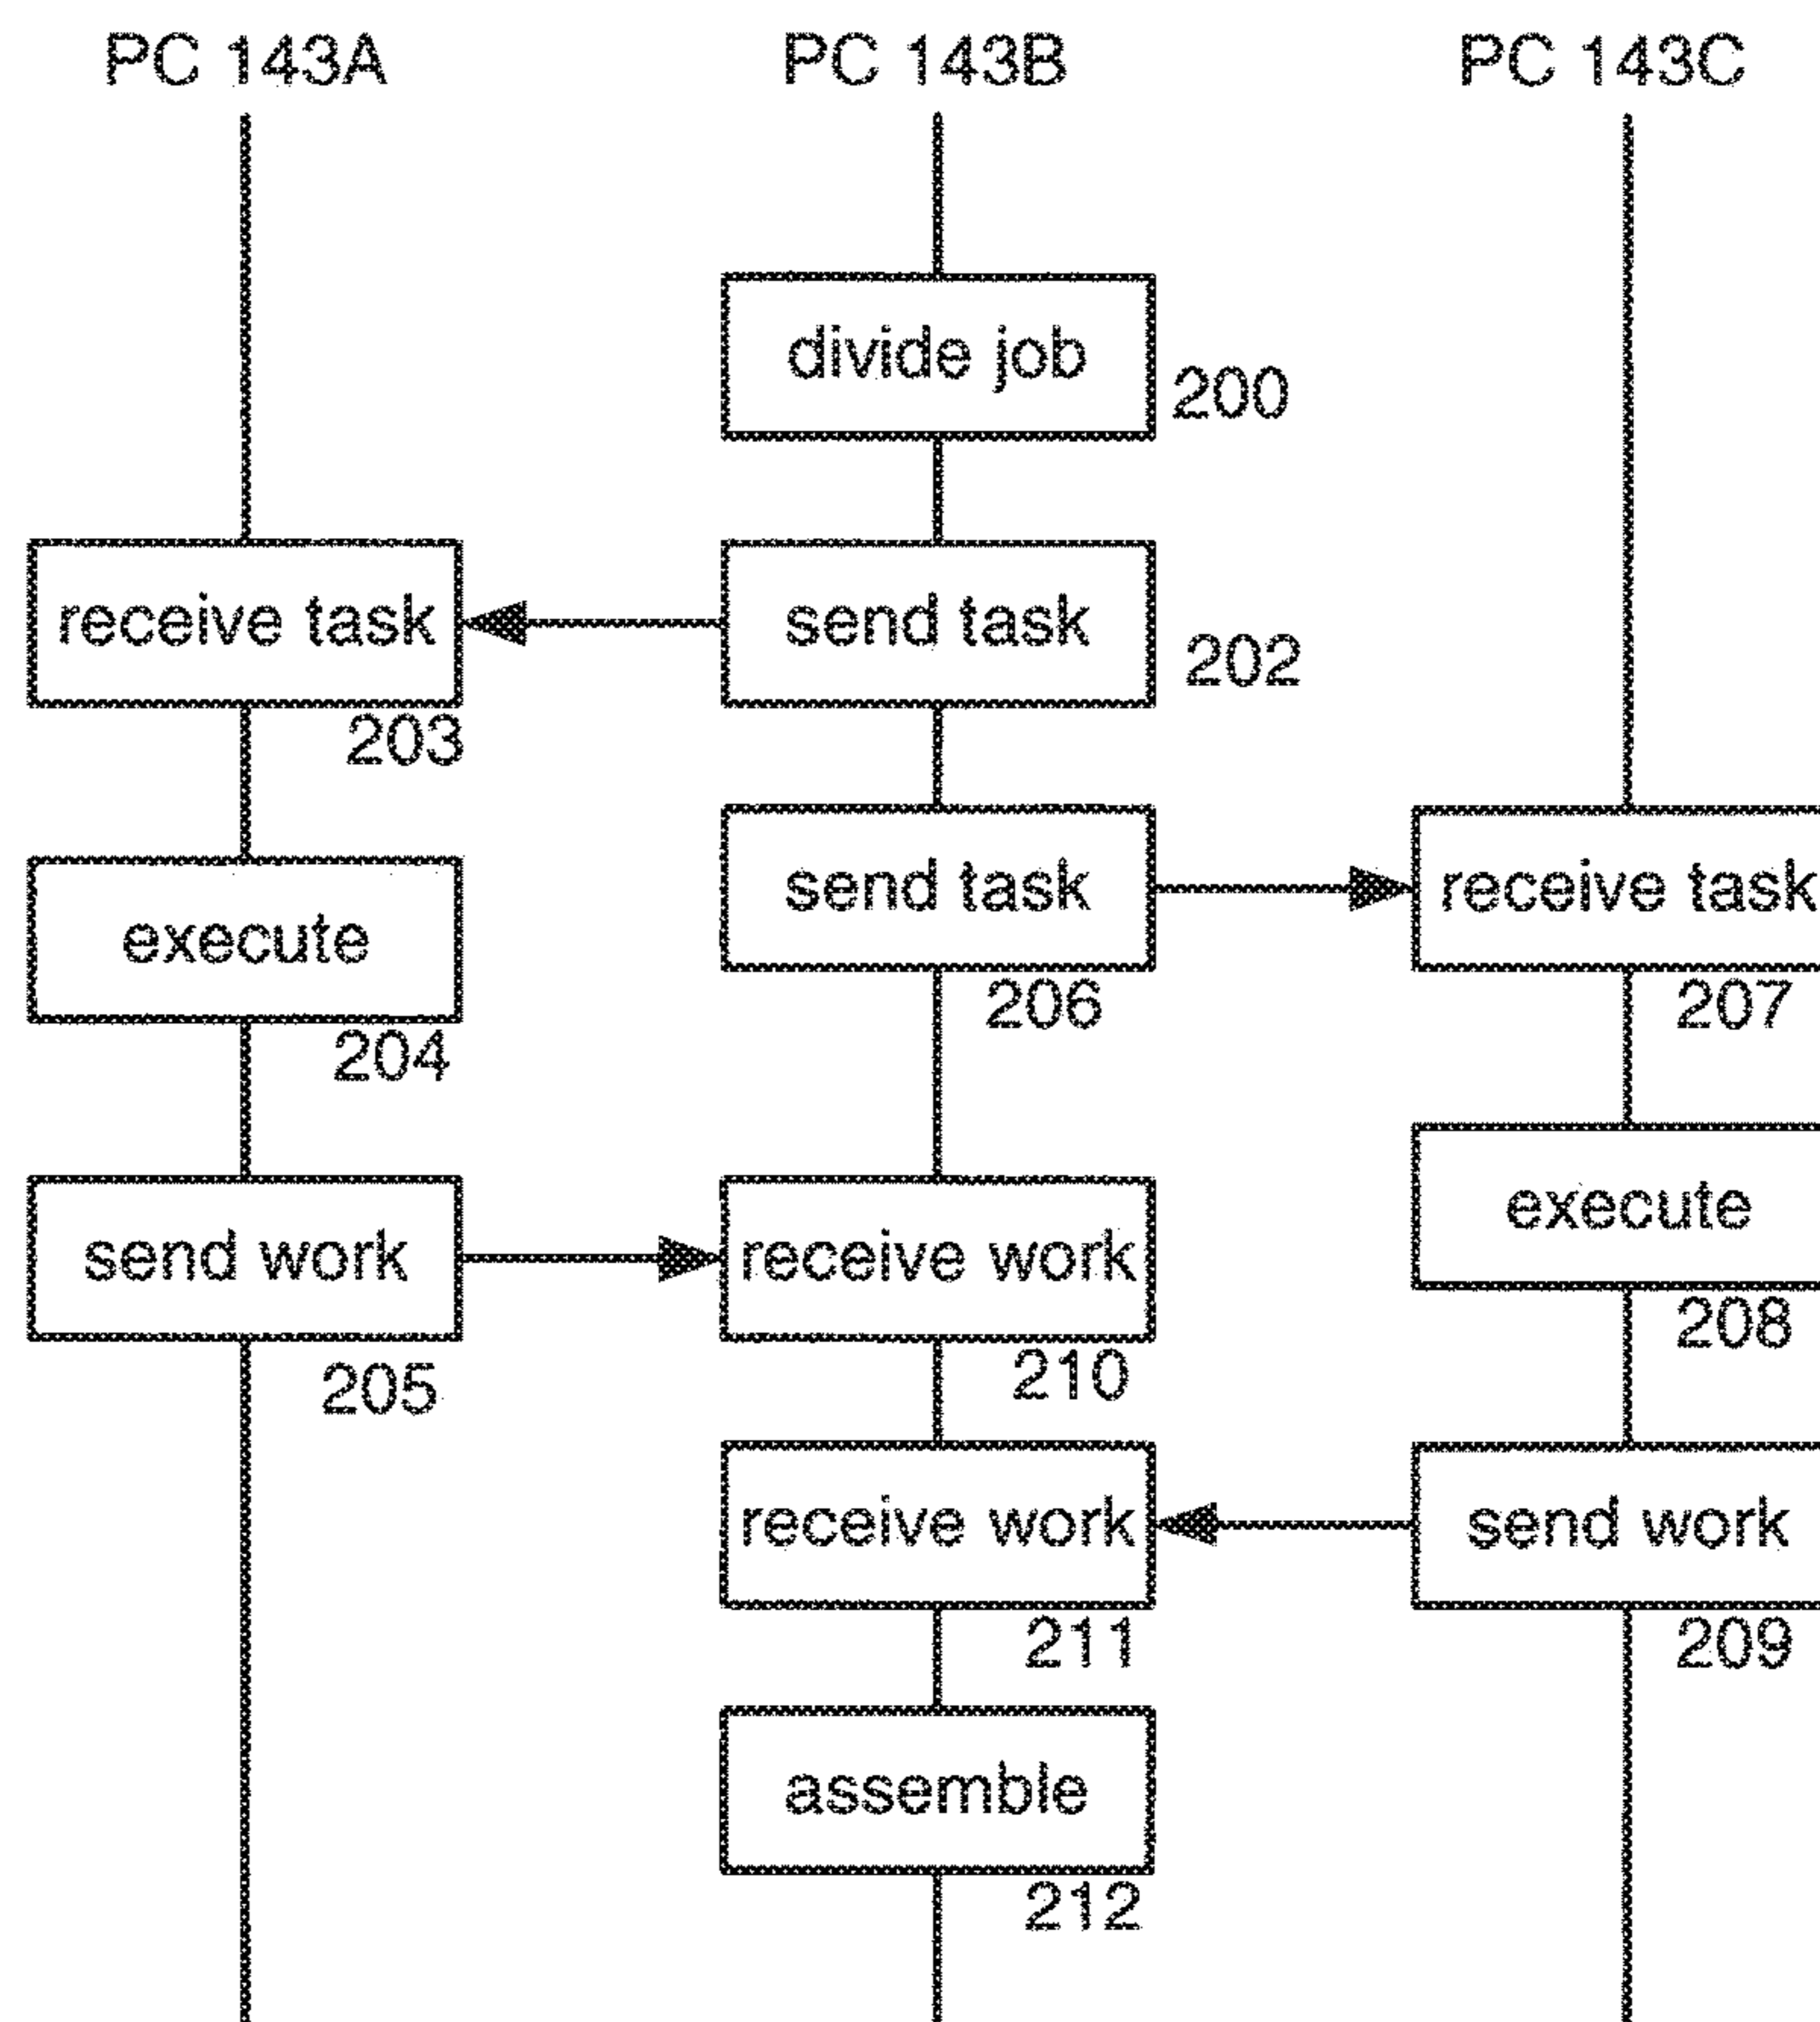 PC 143A PC 143B PC 143C
divide job
200
receive task send task
202
203
send task receive task
execute
206 207
204
execute
send work receive work
208
210
205
receive work send work
211 209
assemble
212